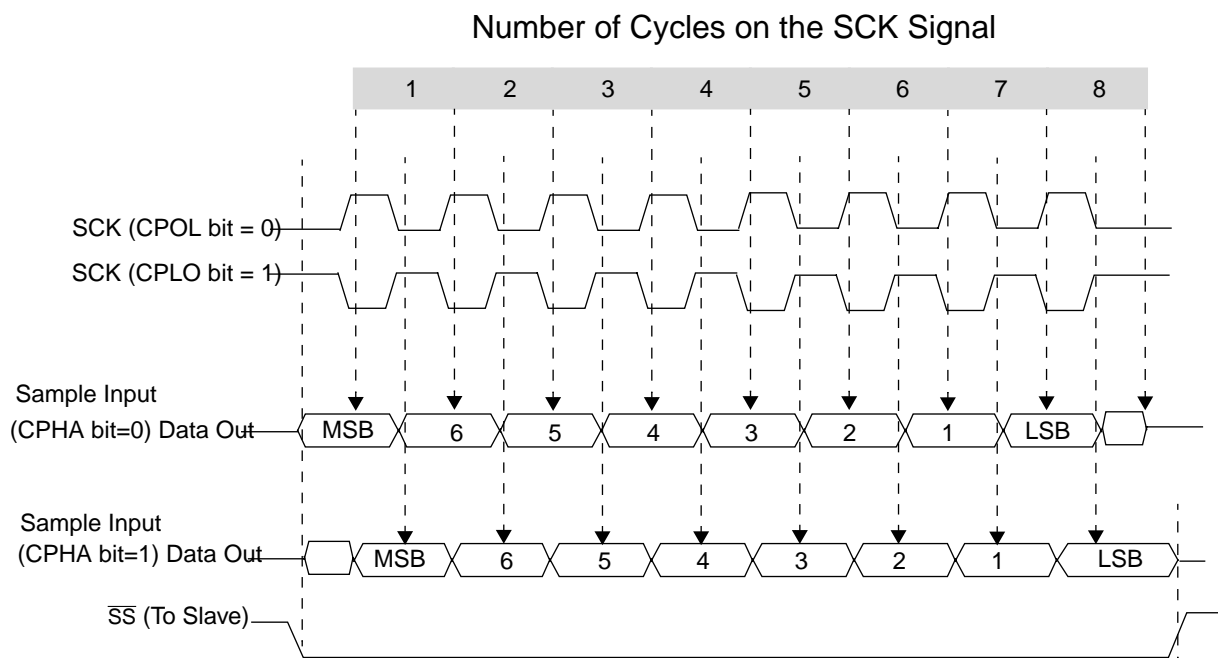 Number of Cycles on the SCK Signal
1 2 3 4 5 6 7 8
SCK (CPOL bit = 0)
SCK (CPLO bit = 1)
Sample Input
(CPHA bit=0) Data Out
MSB 6 5 4 3 2 1 LSB
Sample Input
(CPHA bit=1) Data Out
MSB 6 5 4 3 2 1 LSB
S̅S̅ (To Slave)